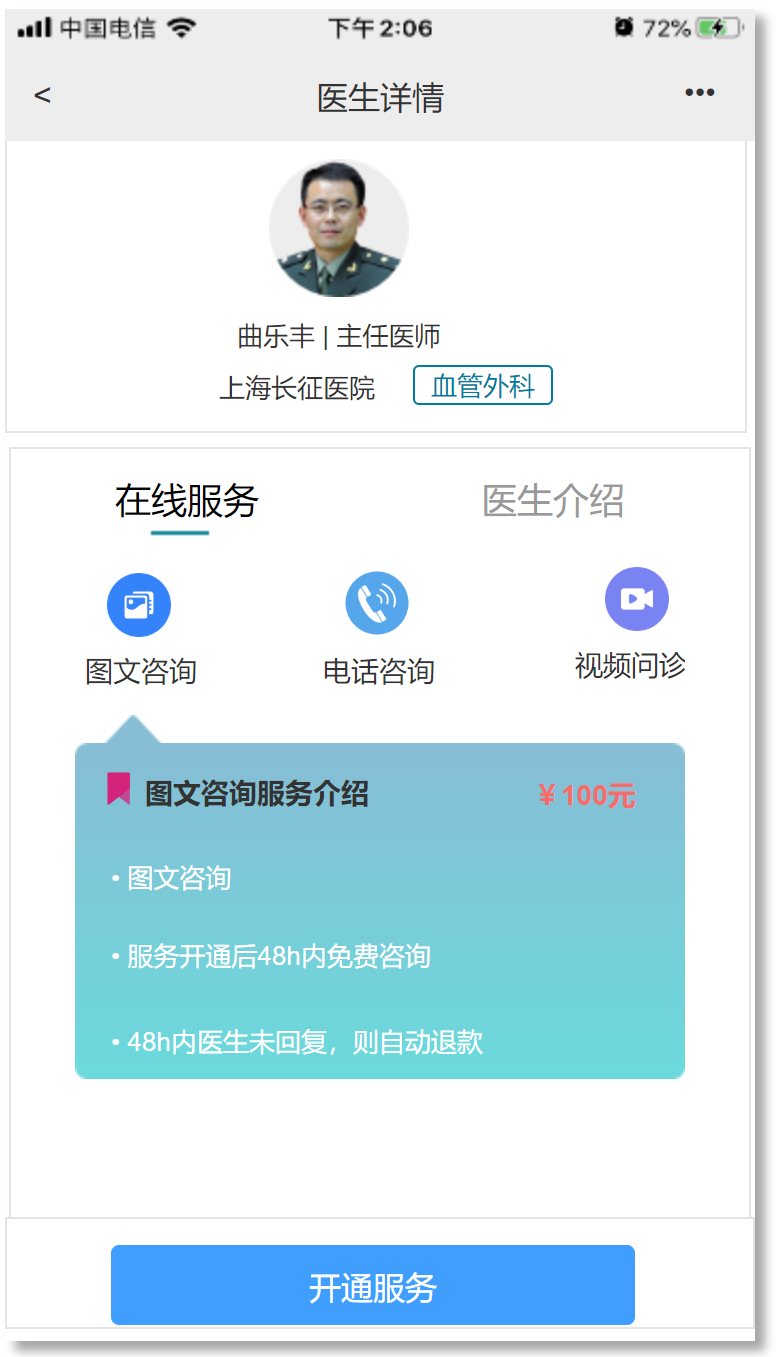 中国电信 下午2:06 72%
< 医生详情 •••
曲乐丰 | 主任医师
上海长征医院 血管外科
在线服务 医生介绍
图文咨询 电话咨询 视频问诊
图文咨询服务介绍 ￥100元
• 图文咨询
• 服务开通后48h内免费咨询
• 48h内医生未回复，则自动退款
开通服务